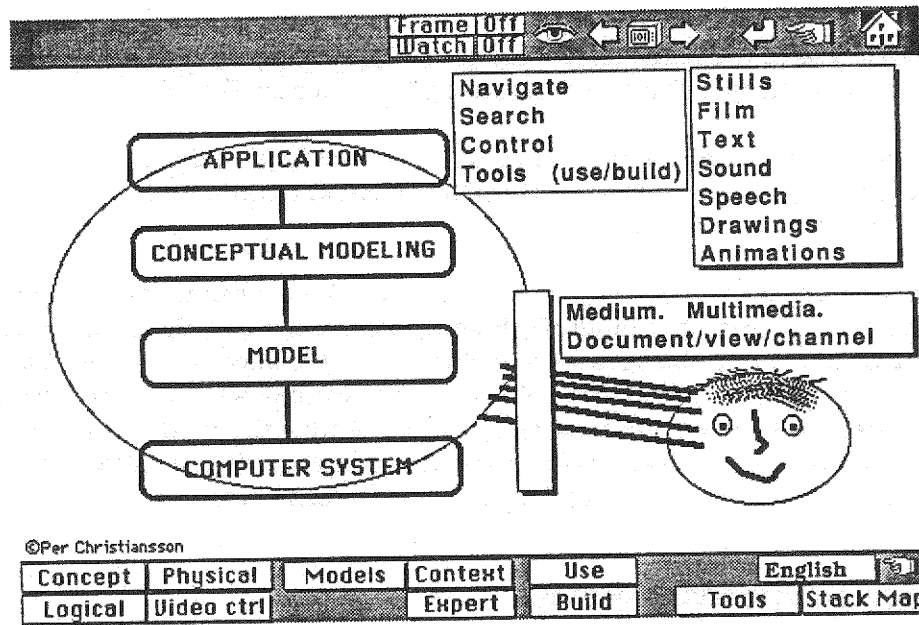 Frame Off
Watch Off
Navigate
Search
Control
Tools (use/build)
Stills
Film
Text
Sound
Speech
Drawings
Animations
APPLICATION
CONCEPTUAL MODELING
MODEL
COMPUTER SYSTEM
Medium. Multimedia.
Document/view/channel
©Per Christiansson
Concept Physical Models Context Use English
Logical Video ctrl Expert Build Tools Stack Map